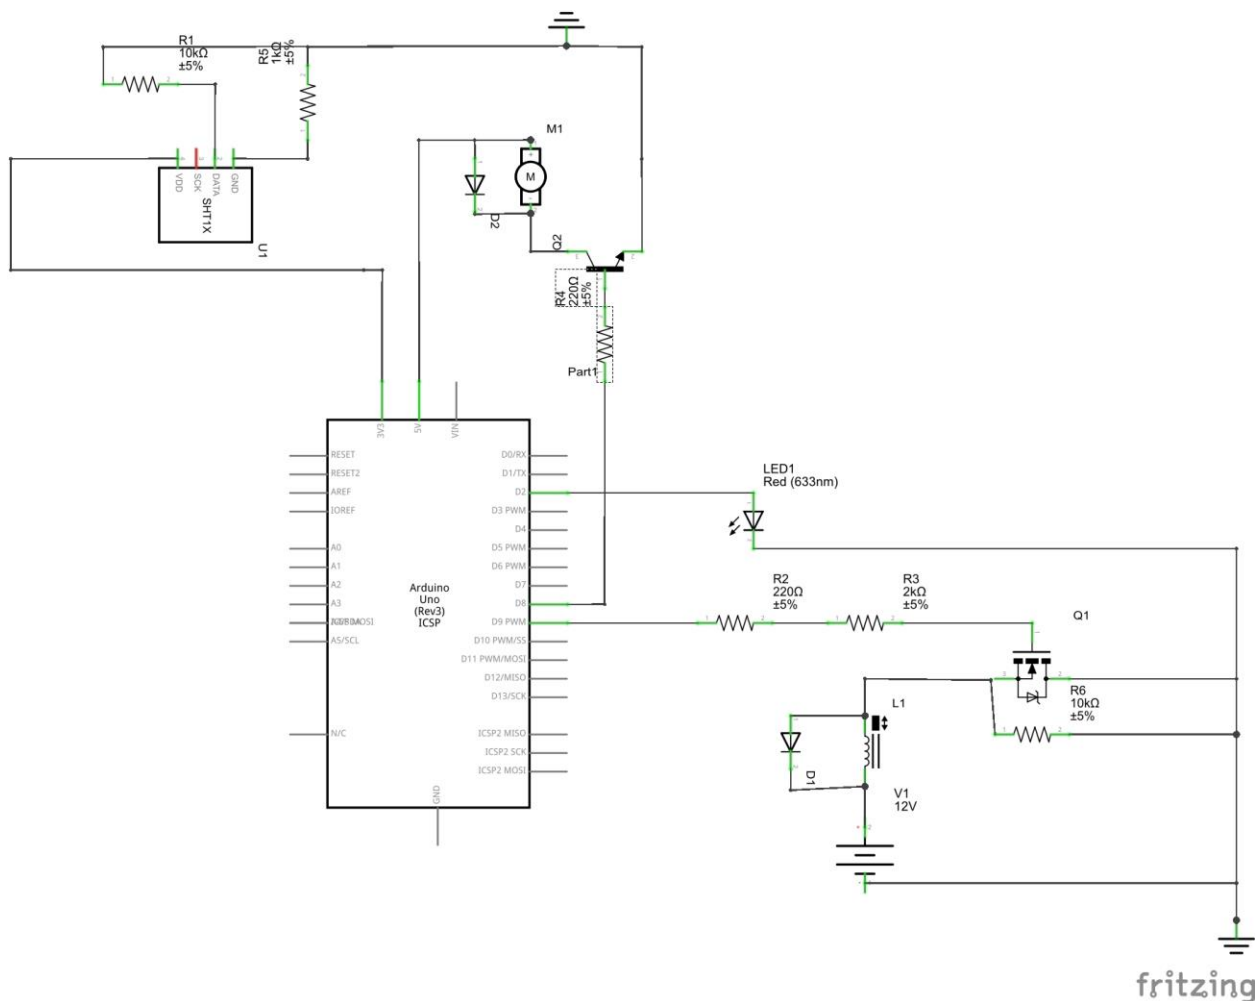 R1
10kΩ
±5%
R5
1kΩ
±5%
M1
M
VDD
SCK
DATA
GND
SHT1X
U1
D2
Q2
R4
220Ω
±5%
Part1
3V3
5V
VIN
RESET
RESET2
AREF
IOREF
A0
A1
A2
A3
A5/SCL
N/C
D0/RX
D1/TX
D2
D3 PWM
D4
D5 PWM
D6 PWM
D7
D8
D9 PWM
D10 PWM/SS
D11 PWM/MOSI
D12/MISO
D13/SCK
ICSP2 MISO
ICSP2 SCK
ICSP2 MOSI
GND
Arduino
Uno
(Rev3)
ICSP
LED1
Red (633nm)
R2
220Ω
±5%
R3
2kΩ
±5%
Q1
R6
10kΩ
±5%
L1
D1
V1
12V
fritzing